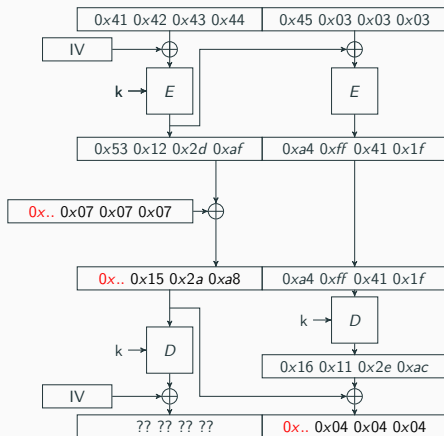 0x41 0x42 0x43 0x44 0x45 0x03 0x03 0x03
IV
k E E
0x53 0x12 0x2d 0xaf 0xa4 0xff 0x41 0x1f
0x.. 0x07 0x07 0x07
0x.. 0x15 0x2a 0xa8 0xa4 0xff 0x41 0x1f
k D
k D
0x16 0x11 0x2e 0xac
IV
?? ?? ?? ?? 0x.. 0x04 0x04 0x04